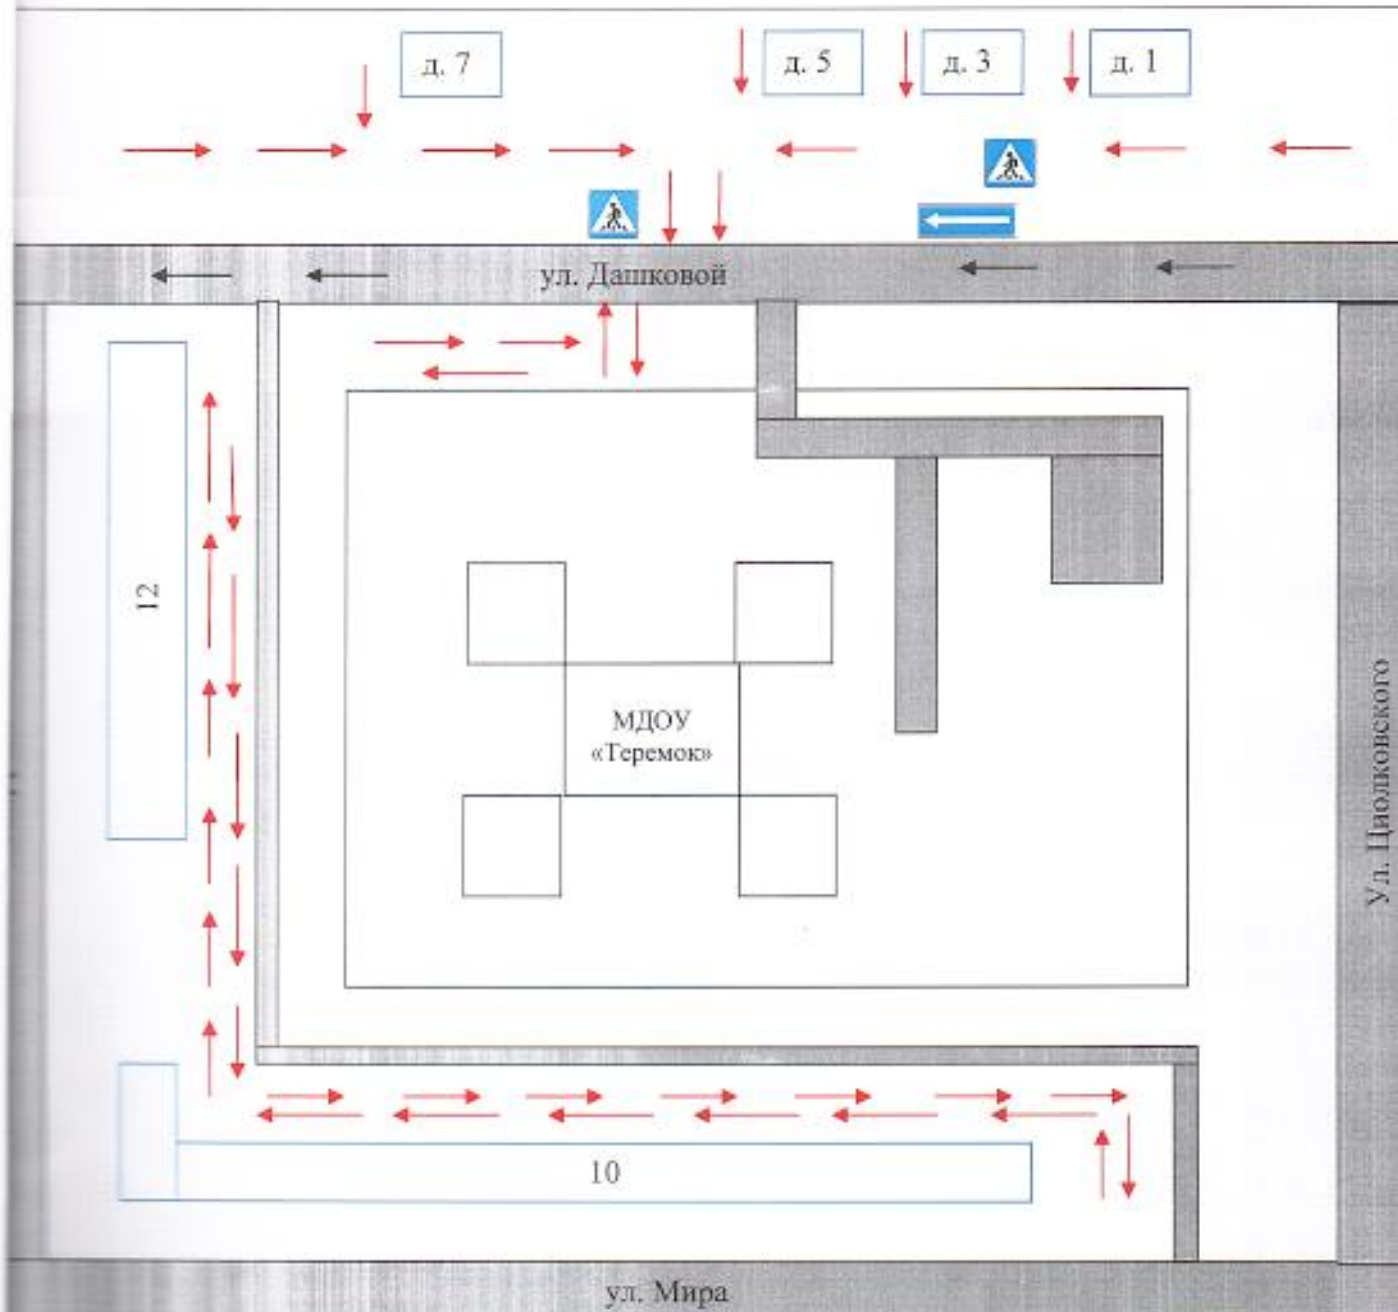 д. 7
д. 5
д. 3
д. 1
ул. Дашковой
12
МДОУ
«Теремок»
Ул. Циолковского
10
ул. Мира